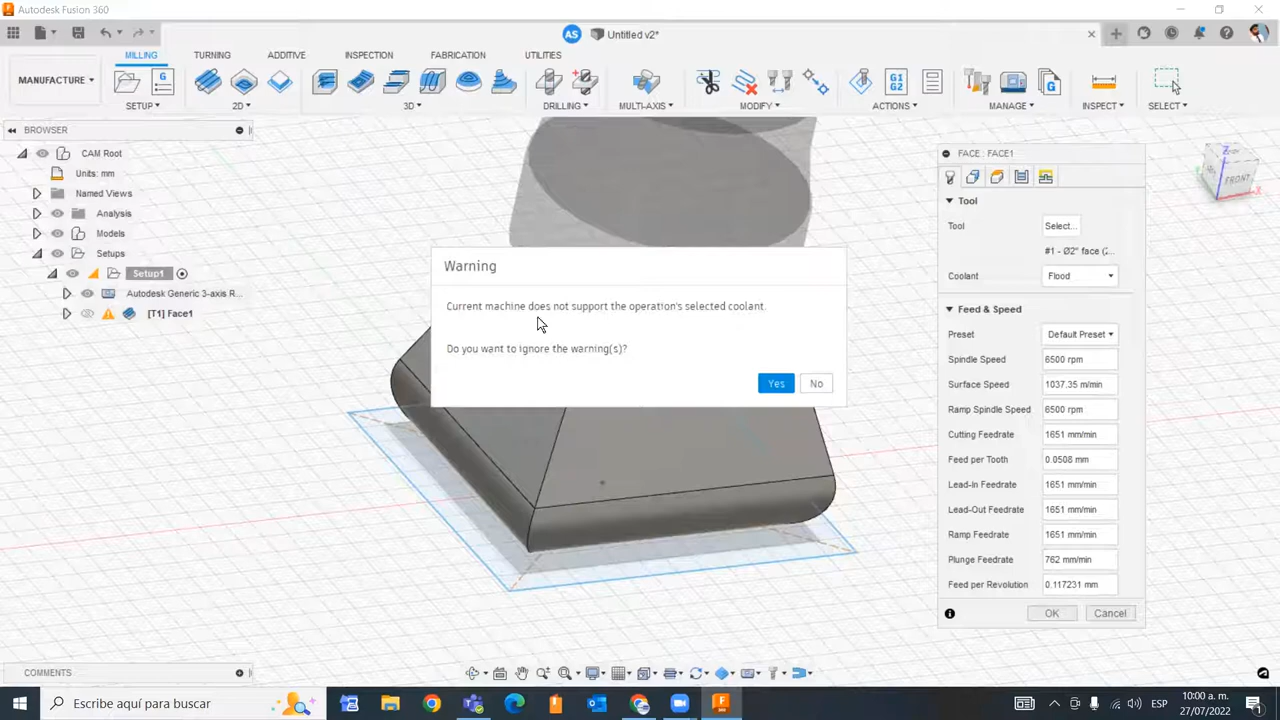 Autodesk Fusion 360
AS Untitled v2*
MILLING TURNING ADDITIVE INSPECTION FABRICATION UTILITIES
MANUFACTURE
SETUP 2D 3D DRILLING MULTI-AXIS MODIFY ACTIONS MANAGE INSPECT SELECT
G G1 G2
BROWSER
CAM Root
Units: mm
Named Views
Analysis
Models
Setups
Setup1
Autodesk Generic 3-axis R...
[T1] Face1
Warning
Current machine does not support the operation's selected coolant.
Do you want to ignore the warning(s)?
Yes No
FACE : FACE1
Tool
Tool Select...
#1 - Ø2" face (2...
Coolant Flood
Feed & Speed
Preset Default Preset
Spindle Speed 6500 rpm
Surface Speed 1037.35 m/min
Ramp Spindle Speed 6500 rpm
Cutting Feedrate 1651 mm/min
Feed per Tooth 0.0508 mm
Lead-In Feedrate 1651 mm/min
Lead-Out Feedrate 1651 mm/min
Ramp Feedrate 1651 mm/min
Plunge Feedrate 762 mm/min
Feed per Revolution 0.117231 mm
OK Cancel
Z
FRONT
X
COMMENTS
Escribe aquí para buscar
ESP
10:00 a. m.
27/07/2022